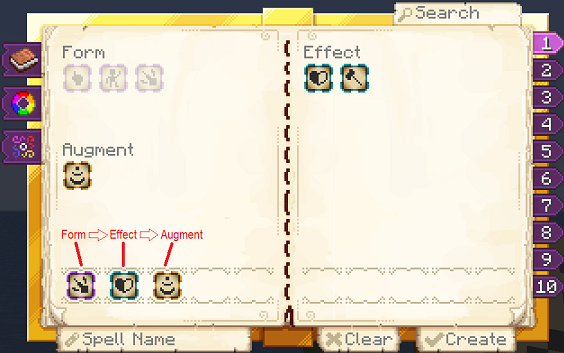 Search
Form
Effect
1
2
3
4
5
6
7
8
9
10
Augment
Form Effect Augment
Spell Name
Clear
Create